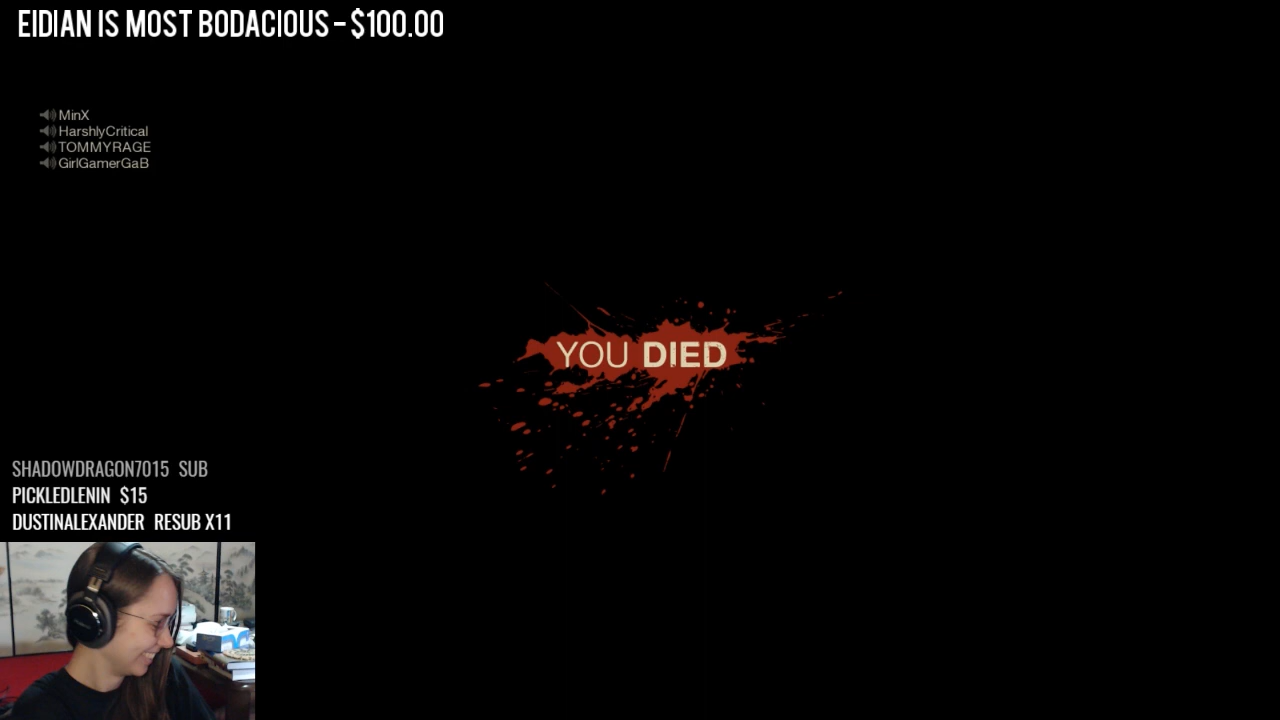 EIDIAN IS MOST BODACIOUS - $100.00
MinX
HarshlyCritical
TOMMYRAGE
GirlGamerGaB
YOU DIED
SHADOWDRAGON7015 SUB
PICKLEDLENIN $15
DUSTINALEXANDER RESUB X11